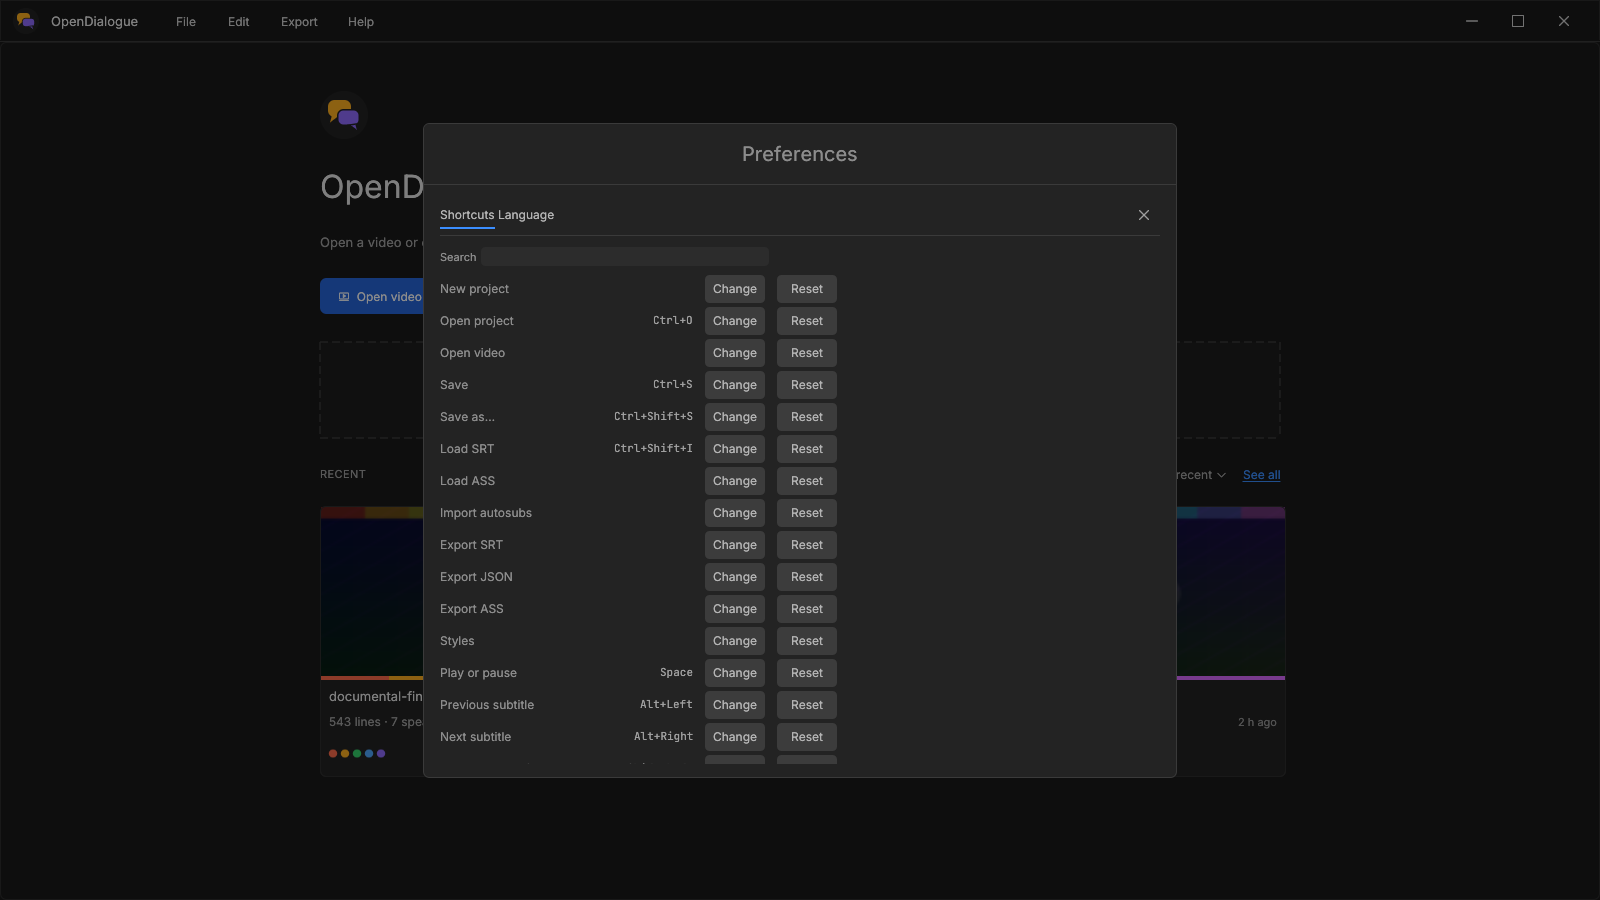 OpenDialogue File Edit Export Help
OpenD
Open a video or
Open video
RECENT
recent See all
documental-fin
543 lines · 7 spe
2 h ago
Preferences
Shortcuts Language
Search
New project Change Reset
Open project Ctrl+O Change Reset
Open video Change Reset
Save Ctrl+S Change Reset
Save as... Ctrl+Shift+S Change Reset
Load SRT Ctrl+Shift+I Change Reset
Load ASS Change Reset
Import autosubs Change Reset
Export SRT Change Reset
Export JSON Change Reset
Export ASS Change Reset
Styles Change Reset
Play or pause Space Change Reset
Previous subtitle Alt+Left Change Reset
Next subtitle Alt+Right Change Reset